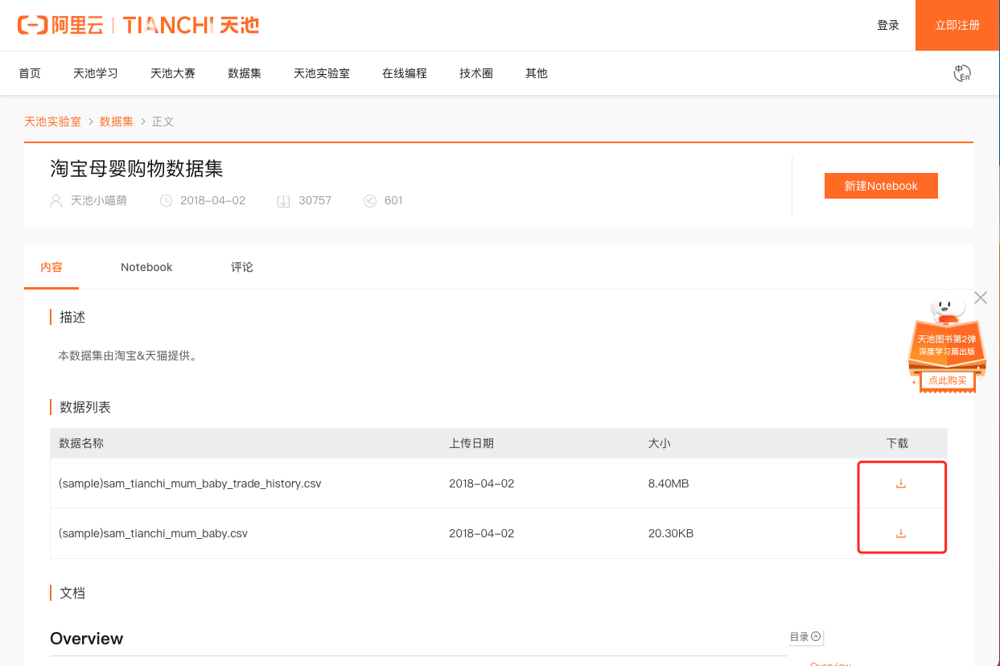 阿里云 TIANCHI 天池
登录
立即注册
首页 天池学习 天池大赛 数据集 天池实验室 在线编程 技术圈 其他
中 En
天池实验室 > 数据集 > 正文
淘宝母婴购物数据集
天池小喵萌 2018-04-02 30757 601
新建Notebook
内容 Notebook 评论
描述
本数据集由淘宝&天猫提供。
天池图书第2弹
深度学习篇出版
点此购买
数据列表
数据名称 上传日期 大小 下载
(sample)sam_tianchi_mum_baby_trade_history.csv 2018-04-02 8.40MB
(sample)sam_tianchi_mum_baby.csv 2018-04-02 20.30KB
文档
Overview
目录
Overview